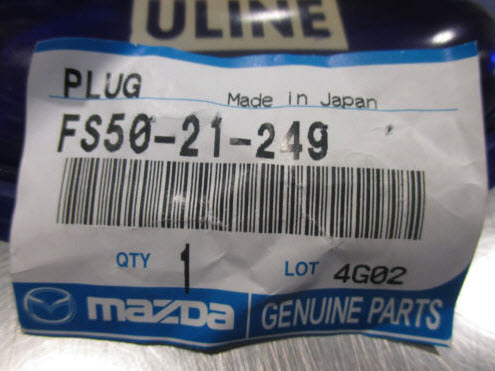 ULINE
PLUG Made in Japan
FS50-21-249
QTY 1 LOT 4G02
mazDa GENUINE PARTS